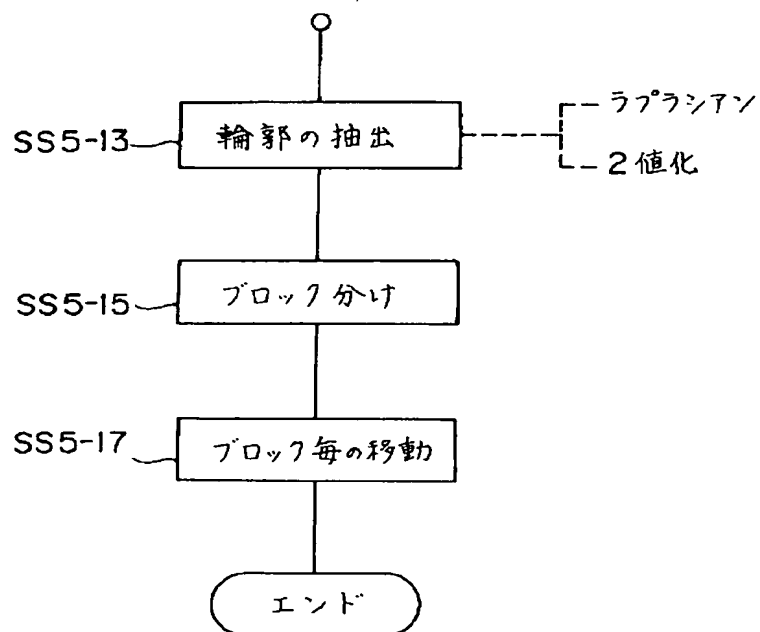 SS5-13
輪郭の抽出
ラプラシアン
2値化
SS5-15
ブロック分け
SS5-17
ブロック毎の移動
エンド